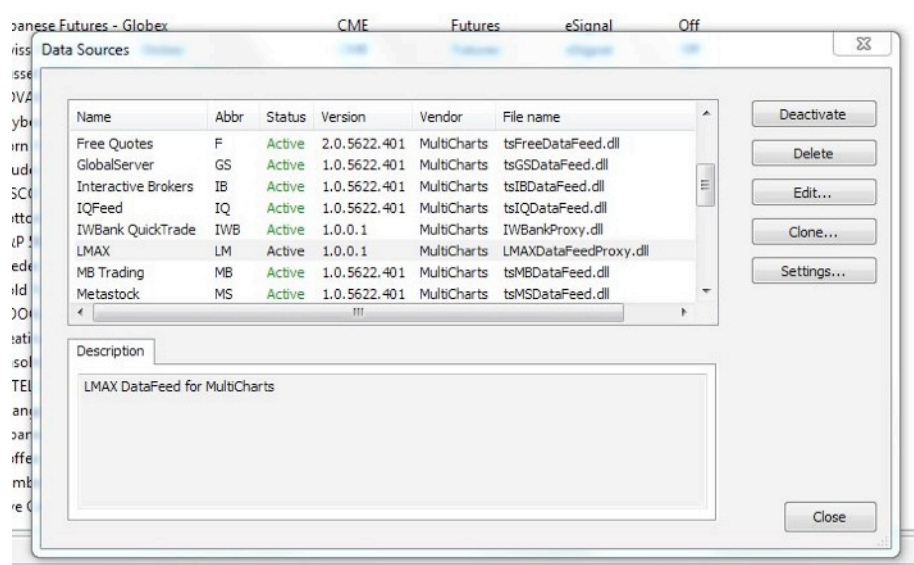 panese Futures - Globex CME Futures eSignal Off
Data Sources
Name Abbr Status Version Vendor File name
Free Quotes F Active 2.0.5622.401 MultiCharts tsFreeDataFeed.dll
GlobalServer GS Active 1.0.5622.401 MultiCharts tsGSDataFeed.dll
Interactive Brokers IB Active 1.0.5622.401 MultiCharts tsIBDataFeed.dll
IQFeed IQ Active 1.0.5622.401 MultiCharts tsIQDataFeed.dll
IWBank QuickTrade IWB Active 1.0.0.1 MultiCharts IWBankProxy.dll
LMAX LM Active 1.0.0.1 MultiCharts LMAXDataFeedProxy.dll
MB Trading MB Active 1.0.5622.401 MultiCharts tsMBDataFeed.dll
Metastock MS Active 1.0.5622.401 MultiCharts tsMSDataFeed.dll
Deactivate
Delete
Edit...
Clone...
Settings...
Description
LMAX DataFeed for MultiCharts
Close